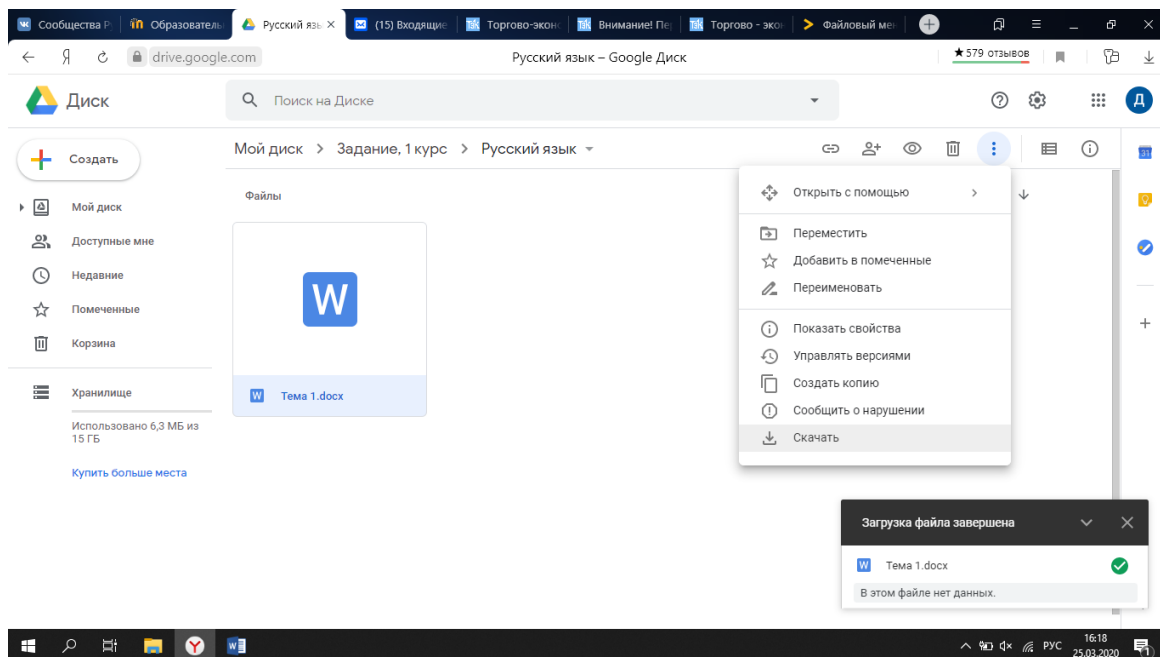 Сообщества Р
Образователь
Русский язь
(15) Входящие
Торгово-экон
Внимание! Пе
Торгово - экон
Файловый мен
Я
drive.google.com
Русский язык – Google Диск
★ 579 отзывов
Диск
Поиск на Диске
Д
Создать
Мой диск > Задание, 1 курс > Русский язык
31
Мой диск
Доступные мне
Недавние
Помеченные
Корзина
Хранилище
Использовано 6,3 МБ из
15 ГБ
Купить больше места
Файлы
W
W Тема 1.docx
Открыть с помощью
Переместить
Добавить в помеченные
Переименовать
Показать свойства
Управлять версиями
Создать копию
Сообщить о нарушении
Скачать
Загрузка файла завершена
W Тема 1.docx
В этом файле нет данных.
РУС
16:18
25.03.2020